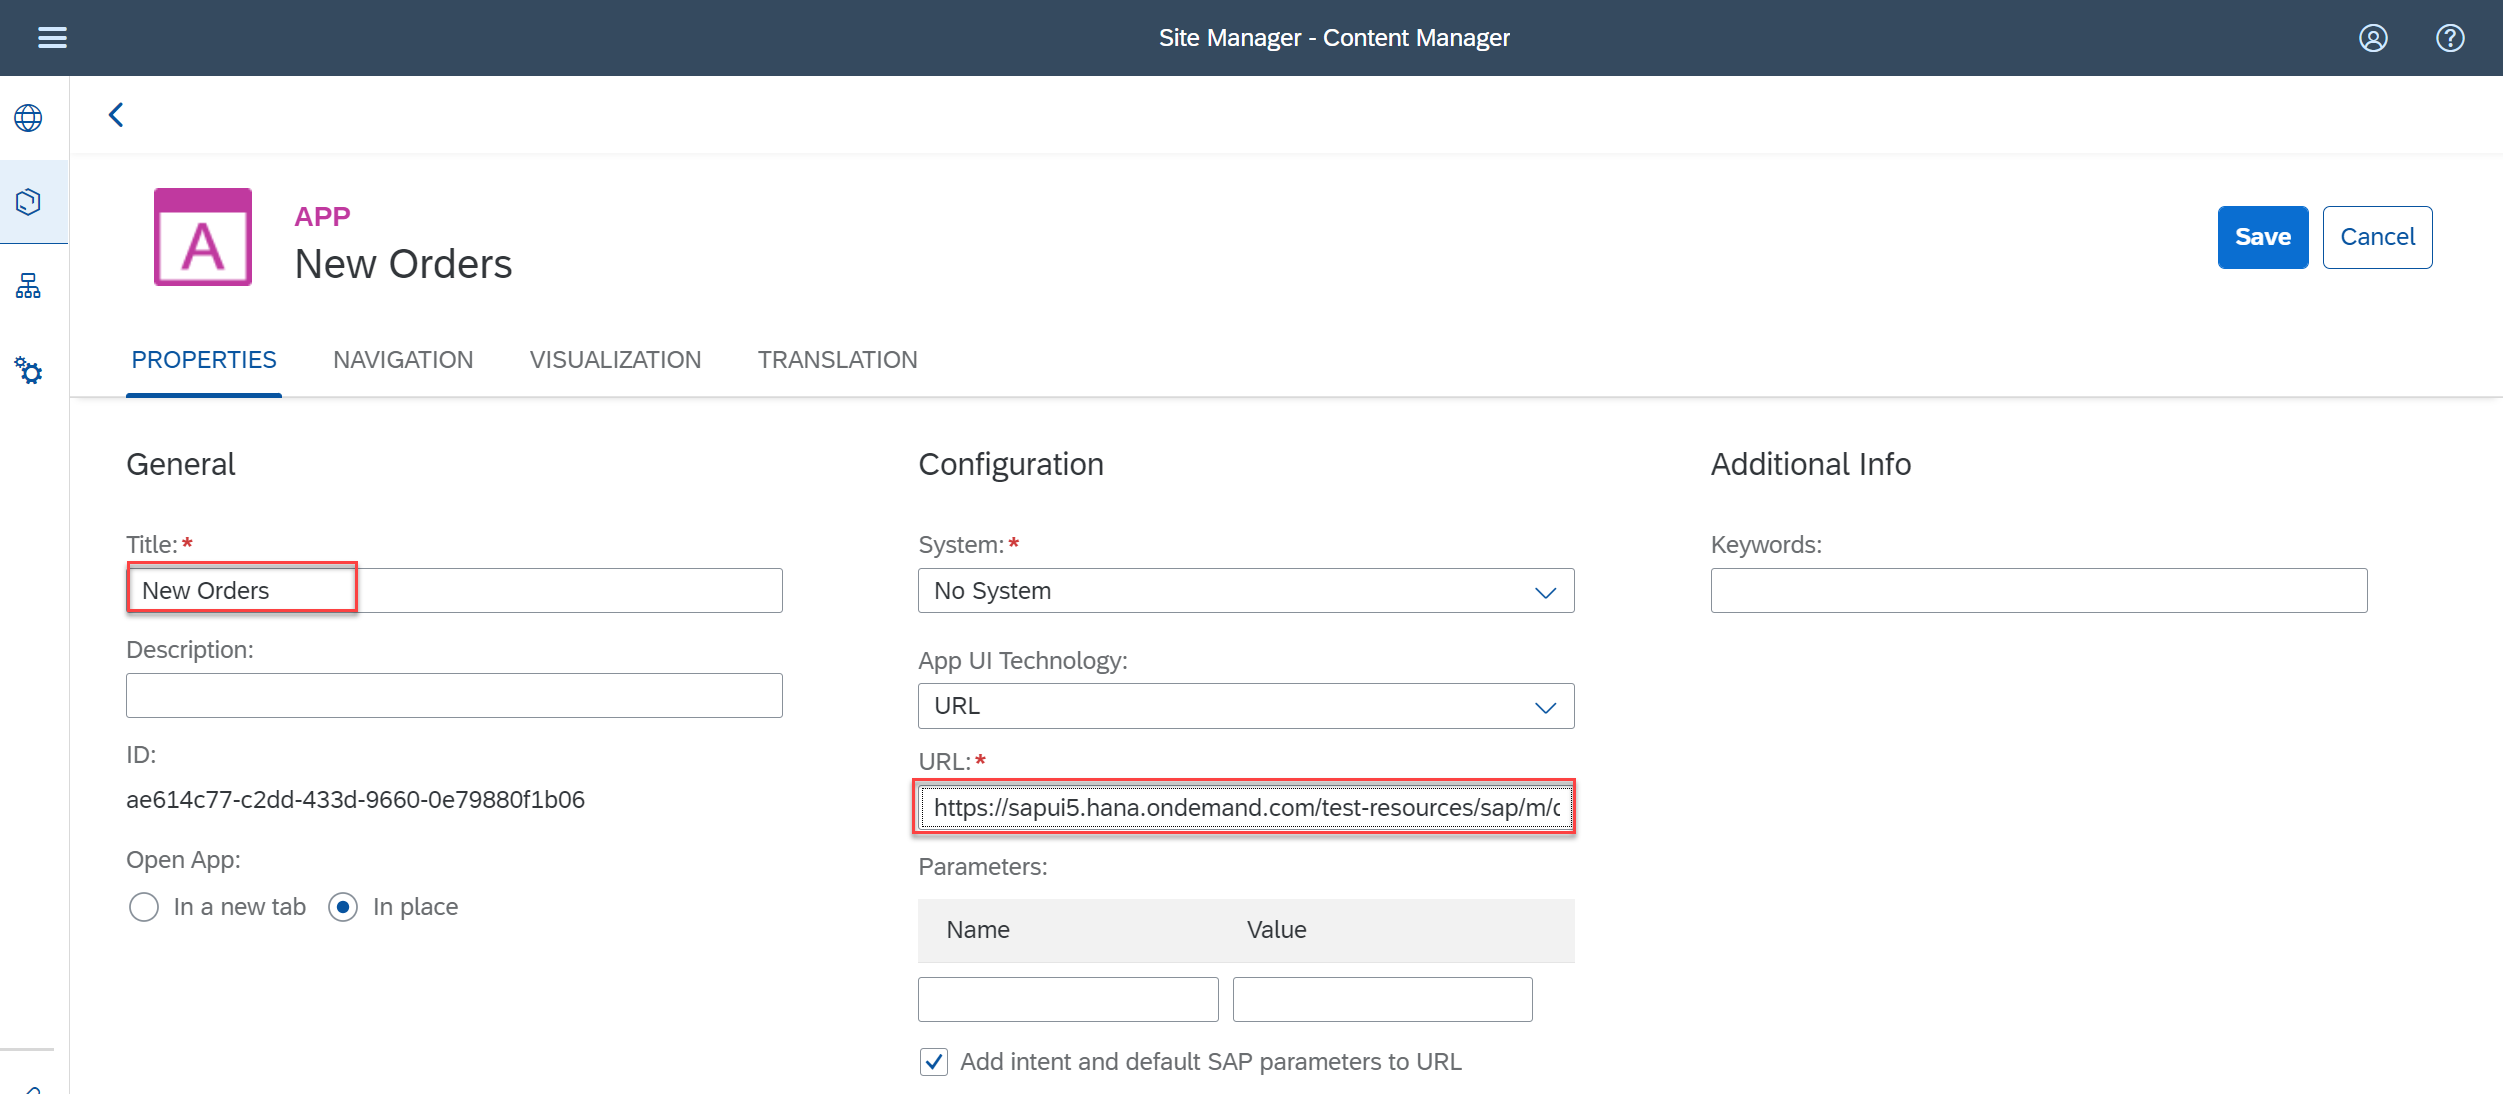 Site Manager - Content Manager
A
APP
New Orders
Save
Cancel
PROPERTIES
NAVIGATION
VISUALIZATION
TRANSLATION
General
Title:*
New Orders
Description:
ID:
ae614c77-c2dd-433d-9660-0e79880f1b06
Open App:
In a new tab
In place
Configuration
System:*
No System
App UI Technology:
URL
URL:*
https://sapui5.hana.ondemand.com/test-resources/sap/m/
Parameters:
Name
Value
Add intent and default SAP parameters to URL
Additional Info
Keywords: